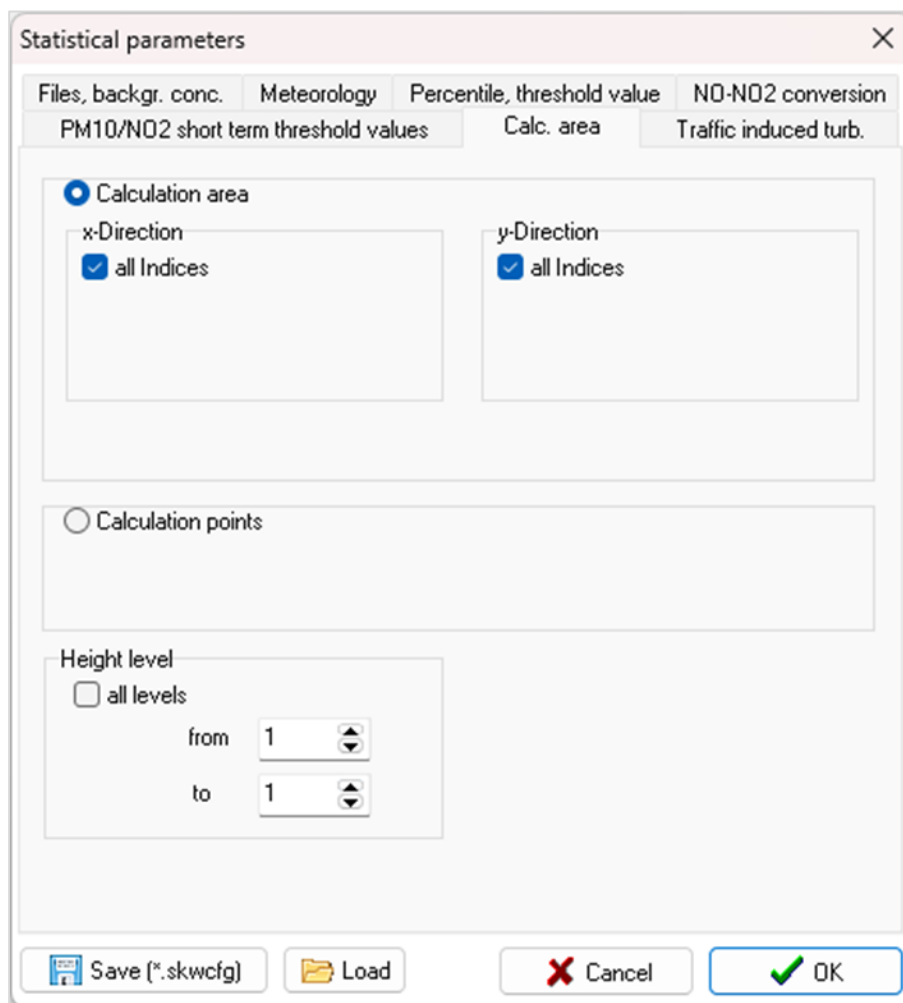 Statistical parameters
Files, backgr. conc. Meteorology Percentile, threshold value NO-NO2 conversion
PM10/NO2 short term threshold values Calc. area Traffic induced turb.
Calculation area
x-Direction y-Direction
all Indices all Indices
Calculation points
Height level
all levels
from 1
to 1
Save (*.skwcfg) Load Cancel OK